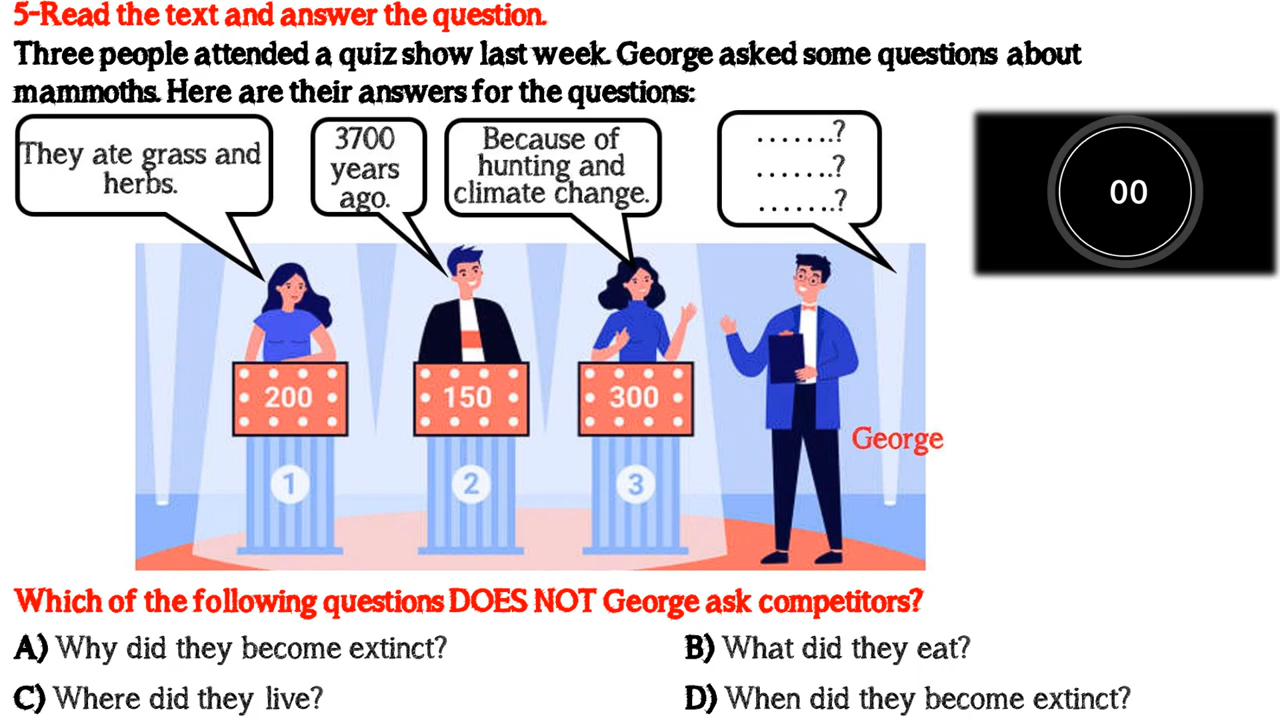 5-Read the text and answer the question.
Three people attended a quiz show last week. George asked some questions about
mammoths. Here are their answers for the questions:
They ate grass and
herbs.
3700
years
ago.
Because of
hunting and
climate change.
.......?
.......?
.......?
00
200
150
300
1
2
3
George
Which of the following questions DOES NOT George ask competitors?
A) Why did they become extinct?
B) What did they eat?
C) Where did they live?
D) When did they become extinct?